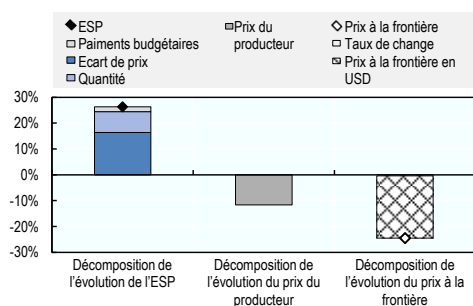 ESP
Paiments budgétaires
Ecart de prix
Quantité
Prix du
producteur
Prix à la frontière
Taux de change
Prix à la frontière en
USD
30%
20%
10%
0%
-10%
-20%
-30%
Décomposition de
l'évolution de l'ESP
Décomposition de
l'évolution du prix du
producteur
Décomposition de
l'évolution du prix à la
frontière